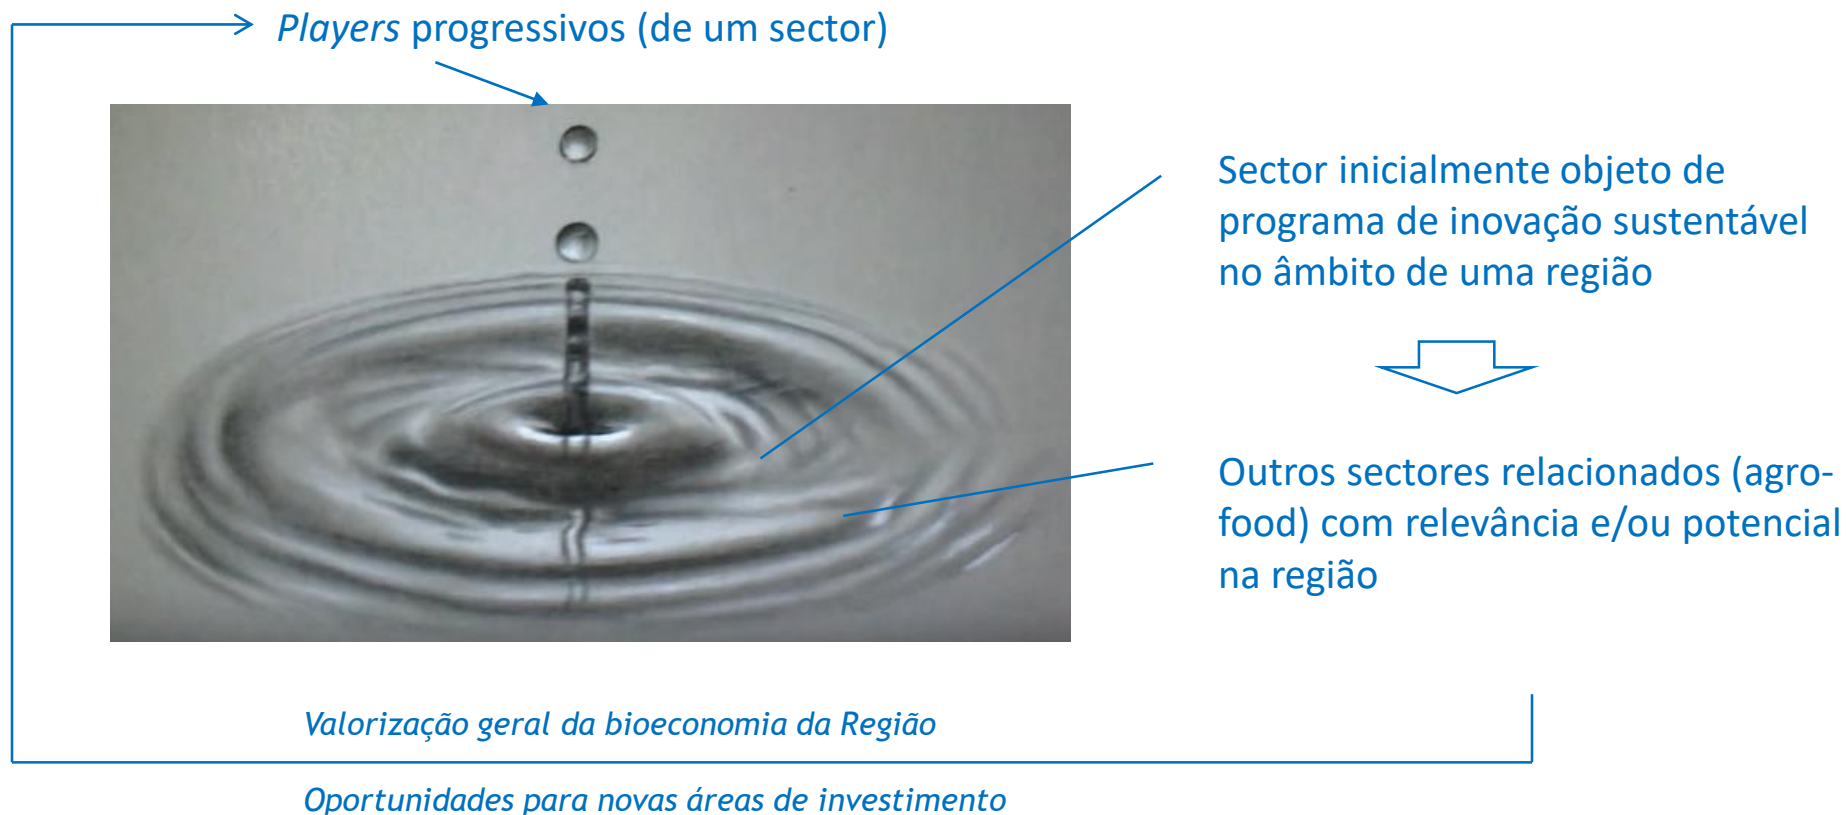 Players progressivos (de um sector)
Sector inicialmente objeto de
programa de inovação sustentável
no âmbito de uma região
Outros sectores relacionados (agro-
food) com relevância e/ou potencial
na região
Valorização geral da bioeconomia da Região
Oportunidades para novas áreas de investimento